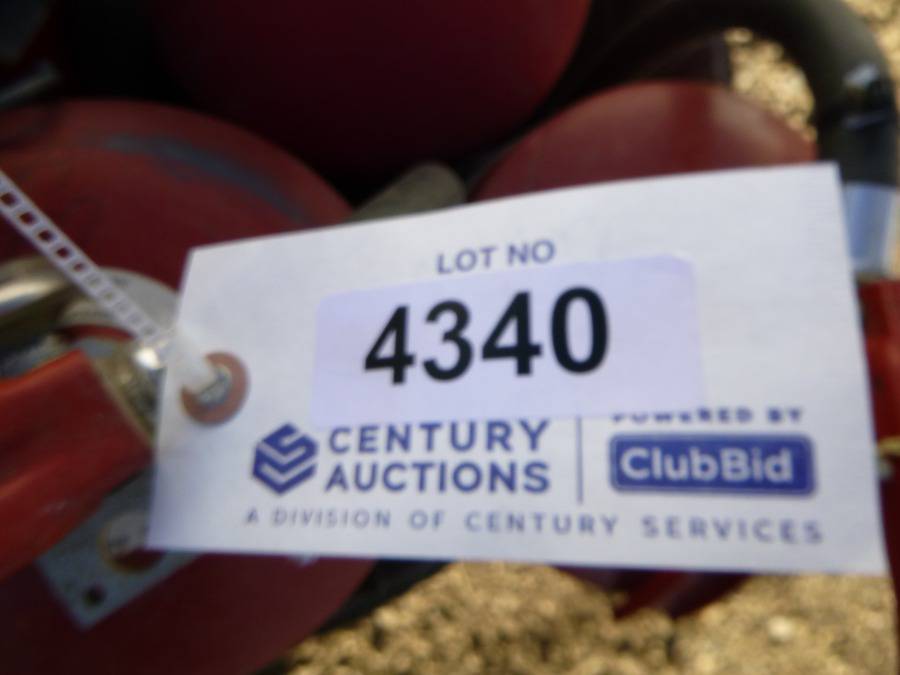 LOT NO
4340
CENTURY
AUCTIONS
POWERED BY
ClubBid
A DIVISION OF CENTURY SERVICES